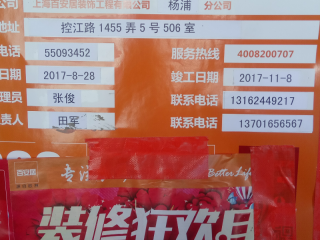 上海百安居装饰工程有限公司 杨浦 分公司
控江路 1455 弄 5 号 506 室
电话 55093452 服务热线 4008200707
日期 2017-8-28 竣工日期 2017-11-8
理员 张俊 联系电话 13162449217
责人 田军 联系电话 13701656567
百安居 专注
Better Life
装修狂欢月